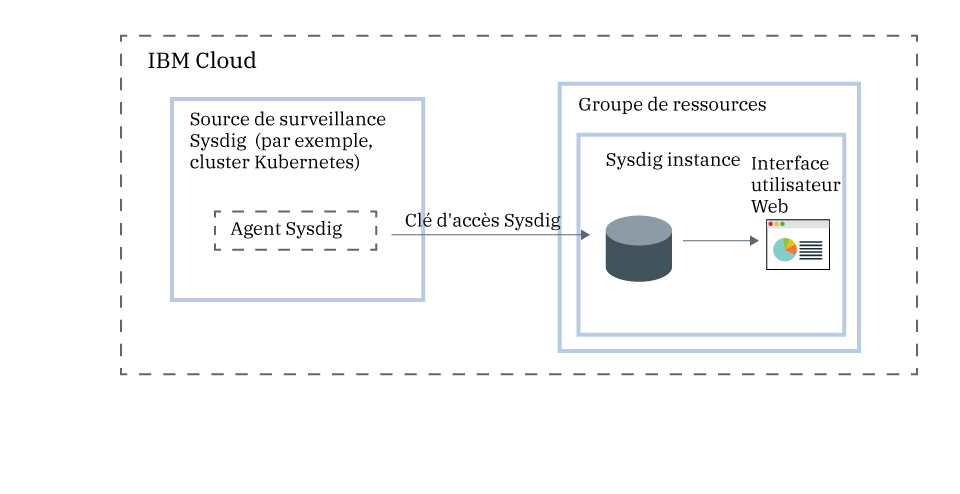 IBM Cloud
Source de surveillance
Sysdig  (par exemple,
cluster Kubernetes)
Agent Sysdig
Clé d'accès Sysdig
Groupe de ressources
Sysdig instance
Interface
utilisateur
Web